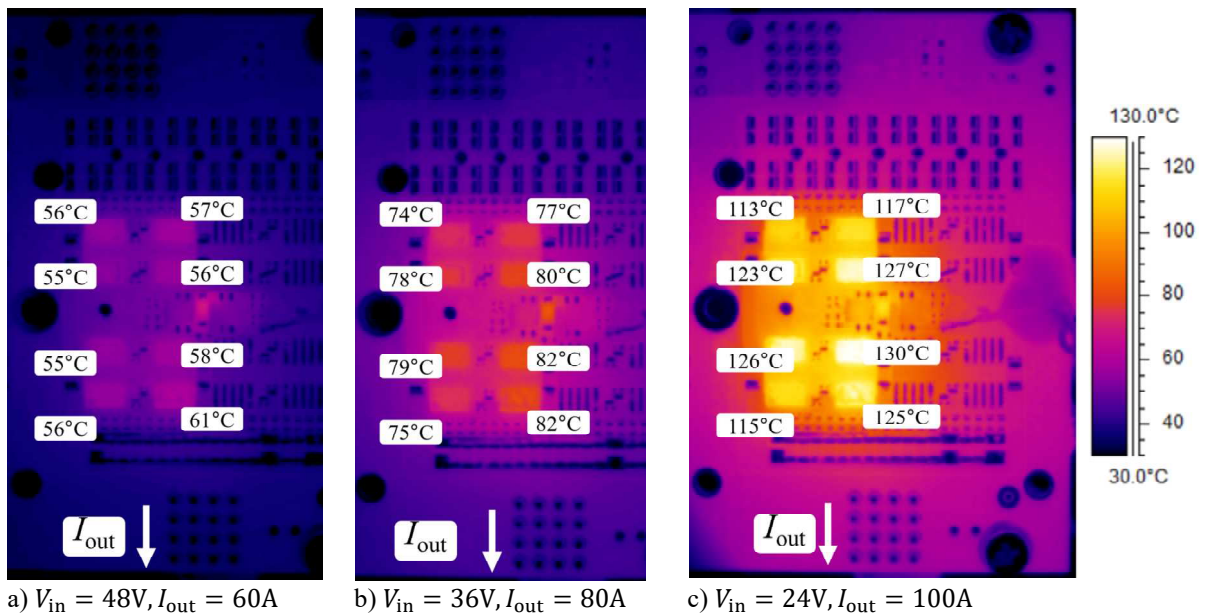 56°C 57°C
55°C 56°C
55°C 58°C
56°C 61°C
I_out
a) V_in = 48V, I_out = 60A
74°C 77°C
78°C 80°C
79°C 82°C
75°C 82°C
I_out
b) V_in = 36V, I_out = 80A
113°C 117°C
123°C 127°C
126°C 130°C
115°C 125°C
I_out
c) V_in = 24V, I_out = 100A
130.0°C
120
100
80
60
40
30.0°C